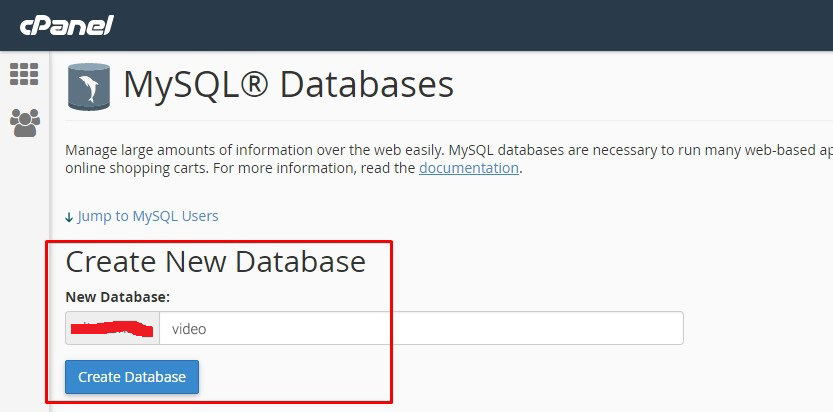 cPanel
MySQL® Databases
Manage large amounts of information over the web easily. MySQL databases are necessary to run many web-based
online shopping carts. For more information, read the documentation.
Jump to MySQL Users
Create New Database
New Database:
video
Create Database